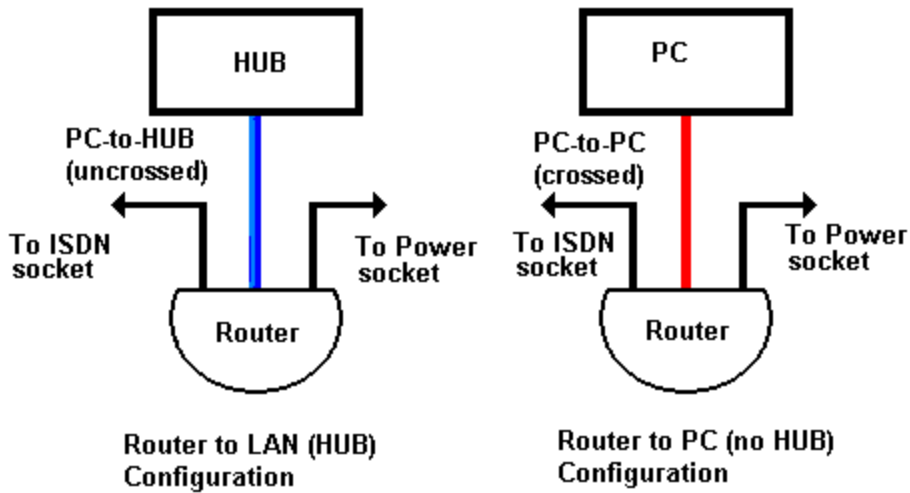 HUB
PC-to-HUB
(uncrossed)
To ISDN
socket
To Power
socket
Router
Router to LAN (HUB)
Configuration
PC
PC-to-PC
(crossed)
To ISDN
socket
To Power
socket
Router
Router to PC (no HUB)
Configuration